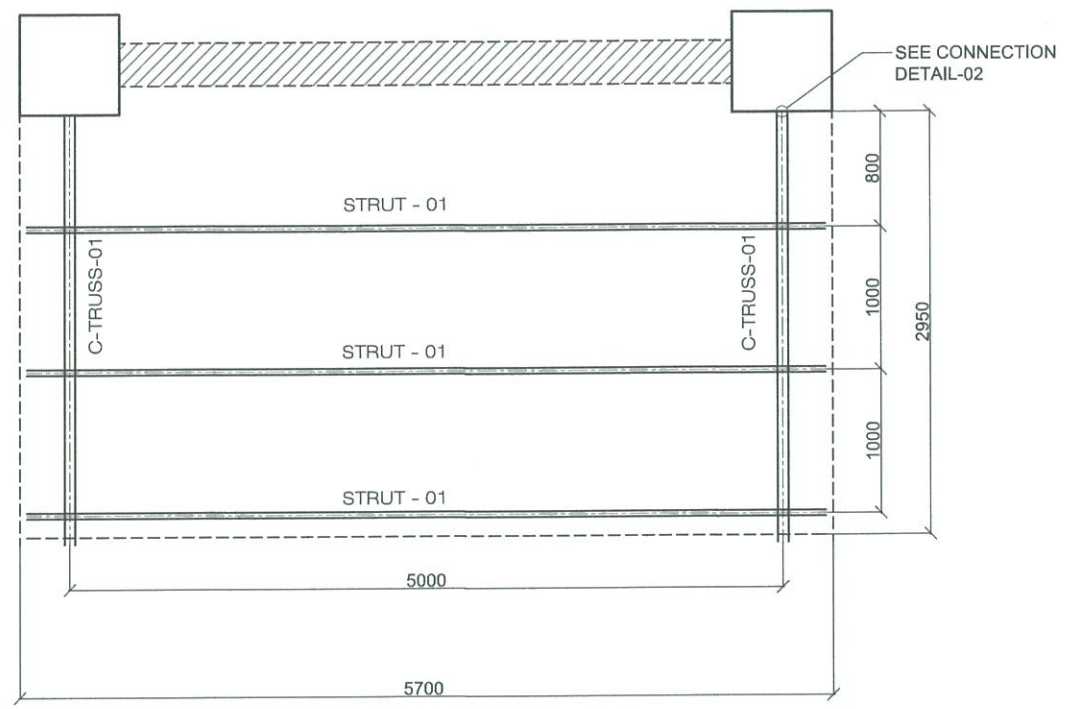 SEE CONNECTION
DETAIL-02
800
STRUT - 01
C-TRUSS-01
C-TRUSS-01
1000
2950
STRUT - 01
1000
STRUT - 01
5000
5700